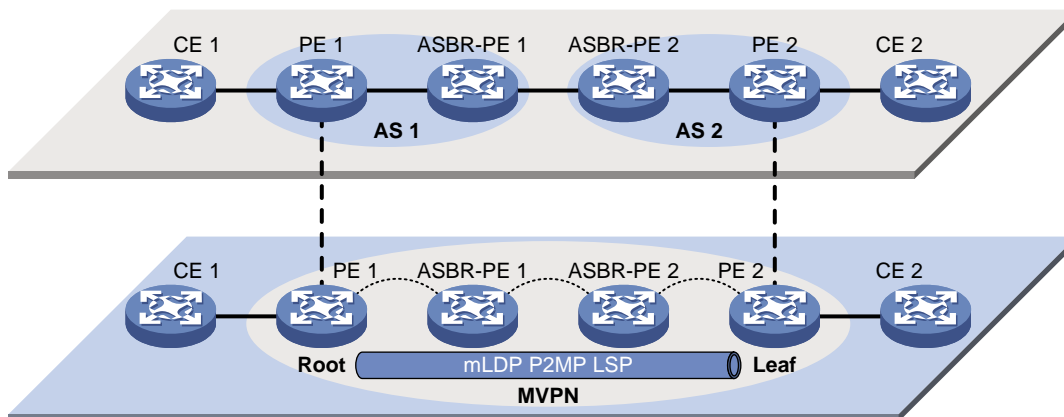 CE 1
PE 1
ASBR-PE 1
ASBR-PE 2
PE 2
CE 2
AS 1
AS 2
CE 1
PE 1
ASBR-PE 1
ASBR-PE 2
PE 2
CE 2
Root
mLDP P2MP LSP
Leaf
MVPN